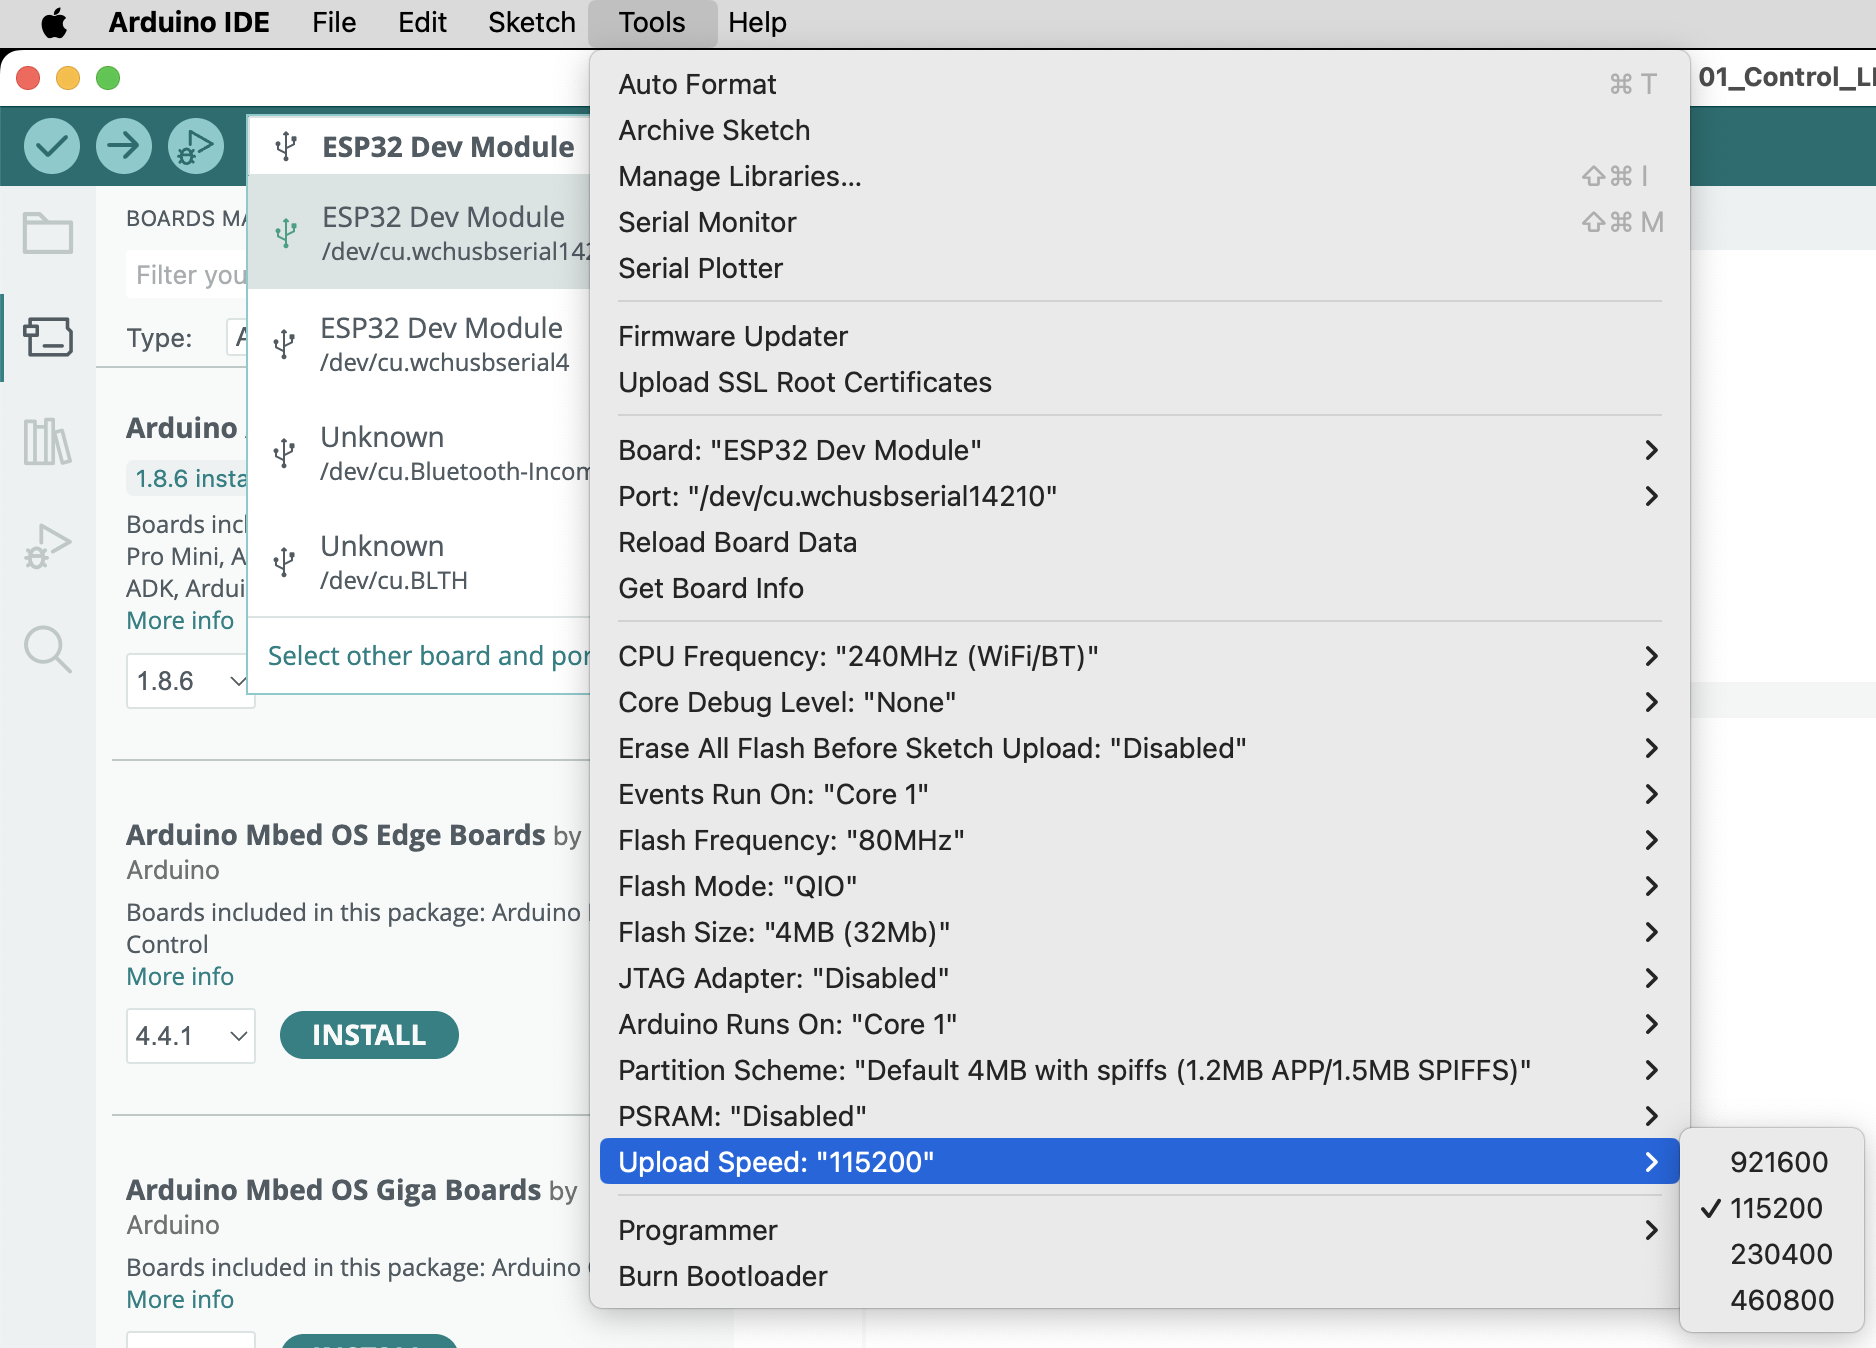 Arduino IDE File Edit Sketch Tools Help
01_Control_
ESP32 Dev Module
ESP32 Dev Module
/dev/cu.wchusbserial14
ESP32 Dev Module
/dev/cu.wchusbserial4
Unknown
/dev/cu.Bluetooth-Incom
Unknown
/dev/cu.BLTH
Select other board and por
BOARDS MA
Filter you
Type: A
Arduino
1.8.6 insta
Boards incl
Pro Mini, A
ADK, Ardui
More info
1.8.6
Arduino Mbed OS Edge Boards by
Arduino
Boards included in this package: Arduino
Control
More info
4.4.1 INSTALL
Arduino Mbed OS Giga Boards by
Arduino
Boards included in this package: Arduino
More info
Auto Format ⌘ T
Archive Sketch
Manage Libraries... ⇧⌘ I
Serial Monitor ⇧⌘ M
Serial Plotter
Firmware Updater
Upload SSL Root Certificates
Board: "ESP32 Dev Module"
Port: "/dev/cu.wchusbserial14210"
Reload Board Data
Get Board Info
CPU Frequency: "240MHz (WiFi/BT)"
Core Debug Level: "None"
Erase All Flash Before Sketch Upload: "Disabled"
Events Run On: "Core 1"
Flash Frequency: "80MHz"
Flash Mode: "QIO"
Flash Size: "4MB (32Mb)"
JTAG Adapter: "Disabled"
Arduino Runs On: "Core 1"
Partition Scheme: "Default 4MB with spiffs (1.2MB APP/1.5MB SPIFFS)"
PSRAM: "Disabled"
Upload Speed: "115200"
Programmer
Burn Bootloader
921600
✓ 115200
230400
460800